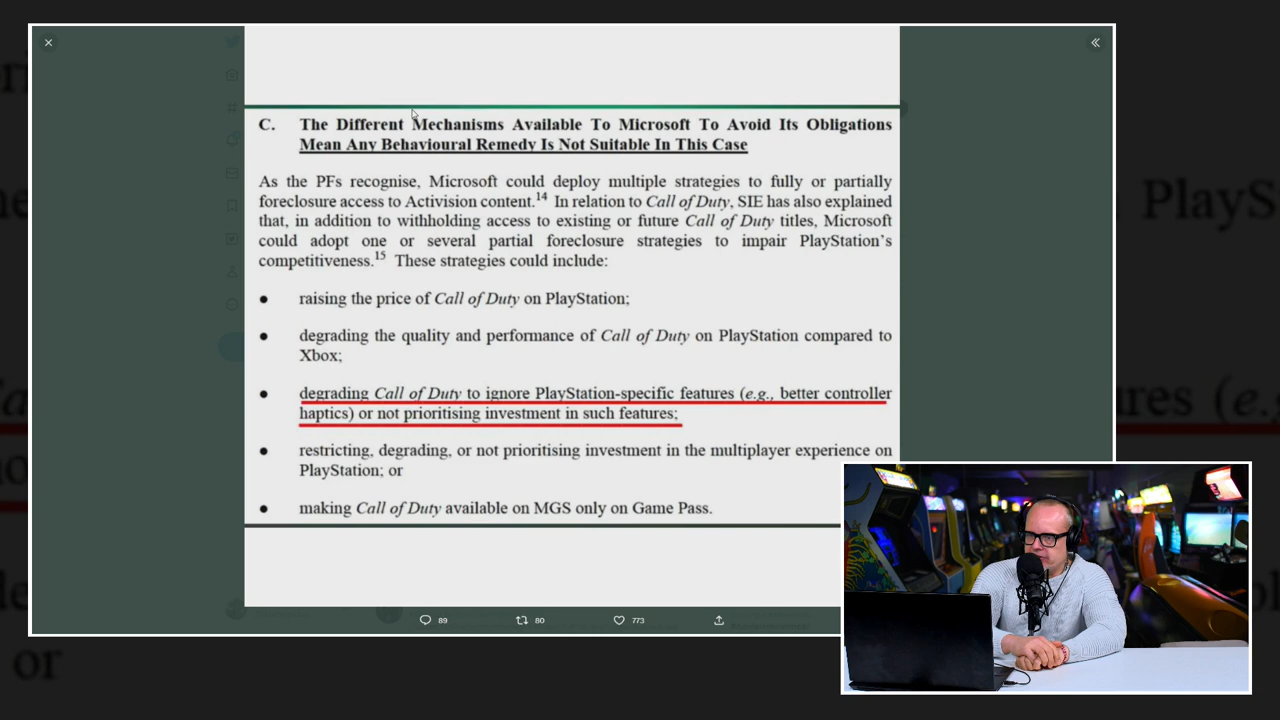 C. The Different Mechanisms Available To Microsoft To Avoid Its Obligations
Mean Any Behavioural Remedy Is Not Suitable In This Case
As the PFs recognise, Microsoft could deploy multiple strategies to fully or partially
foreclosure access to Activision content.14 In relation to Call of Duty, SIE has also explained
that, in addition to withholding access to existing or future Call of Duty titles, Microsoft
could adopt one or several partial foreclosure strategies to impair PlayStation's
competitiveness.15 These strategies could include:
● raising the price of Call of Duty on PlayStation;
● degrading the quality and performance of Call of Duty on PlayStation compared to
Xbox;
● degrading Call of Duty to ignore PlayStation-specific features (e.g., better controller
haptics) or not prioritising investment in such features;
● restricting, degrading, or not prioritising investment in the multiplayer experience on
PlayStation; or
● making Call of Duty available on MGS only on Game Pass.
89 80 773
PlayS
ures (e.g
or